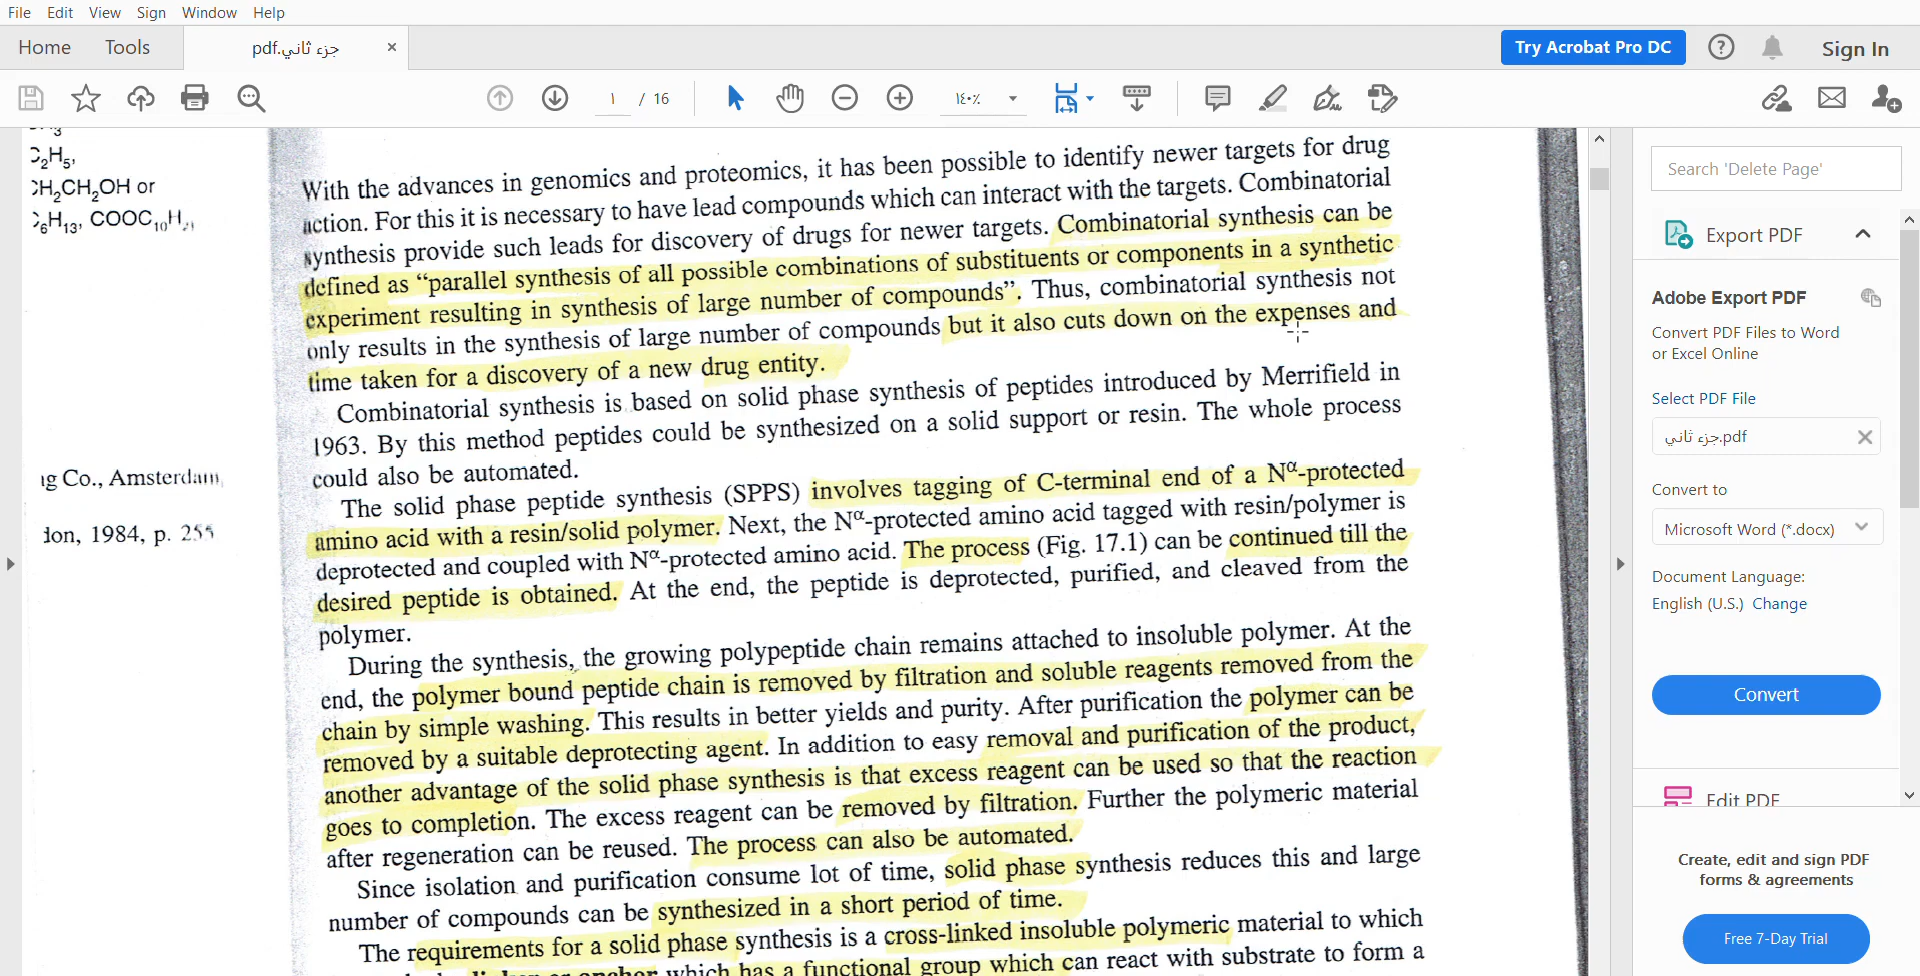 File Edit View Sign Window Help
Home Tools جزء ثاني.pdf × Try Acrobat Pro DC ? Sign In
١ / 16 ١٤٠٪
C₂H₅,
CH₂CH₂OH or
C₆H₁₃, COOC₁₀H₂₁
ng Co., Amsterdam,
don, 1984, p. 255
With the advances in genomics and proteomics, it has been possible to identify newer targets for drug
action. For this it is necessary to have lead compounds which can interact with the targets. Combinatorial
synthesis provide such leads for discovery of drugs for newer targets. Combinatorial synthesis can be
defined as “parallel synthesis of all possible combinations of substituents or components in a synthetic
experiment resulting in synthesis of large number of compounds”. Thus, combinatorial synthesis not
only results in the synthesis of large number of compounds but it also cuts down on the expenses and
time taken for a discovery of a new drug entity.
Combinatorial synthesis is based on solid phase synthesis of peptides introduced by Merrifield in
1963. By this method peptides could be synthesized on a solid support or resin. The whole process
could also be automated.
The solid phase peptide synthesis (SPPS) involves tagging of C-terminal end of a Nᵅ-protected
amino acid with a resin/solid polymer. Next, the Nᵅ-protected amino acid tagged with resin/polymer is
deprotected and coupled with Nᵅ-protected amino acid. The process (Fig. 17.1) can be continued till the
desired peptide is obtained. At the end, the peptide is deprotected, purified, and cleaved from the
polymer.
During the synthesis, the growing polypeptide chain remains attached to insoluble polymer. At the
end, the polymer bound peptide chain is removed by filtration and soluble reagents removed from the
chain by simple washing. This results in better yields and purity. After purification the polymer can be
removed by a suitable deprotecting agent. In addition to easy removal and purification of the product,
another advantage of the solid phase synthesis is that excess reagent can be used so that the reaction
goes to completion. The excess reagent can be removed by filtration. Further the polymeric material
after regeneration can be reused. The process can also be automated.
Since isolation and purification consume lot of time, solid phase synthesis reduces this and large
number of compounds can be synthesized in a short period of time.
The requirements for a solid phase synthesis is a cross-linked insoluble polymeric material to which
linker or anchor which has a functional group which can react with substrate to form a
Search 'Delete Page'
Export PDF
Adobe Export PDF
Convert PDF Files to Word
or Excel Online
Select PDF File
جزء ثاني.pdf
Convert to
Microsoft Word (*.docx)
Document Language:
English (U.S.) Change
Convert
Edit PDF
Create, edit and sign PDF
forms & agreements
Free 7-Day Trial